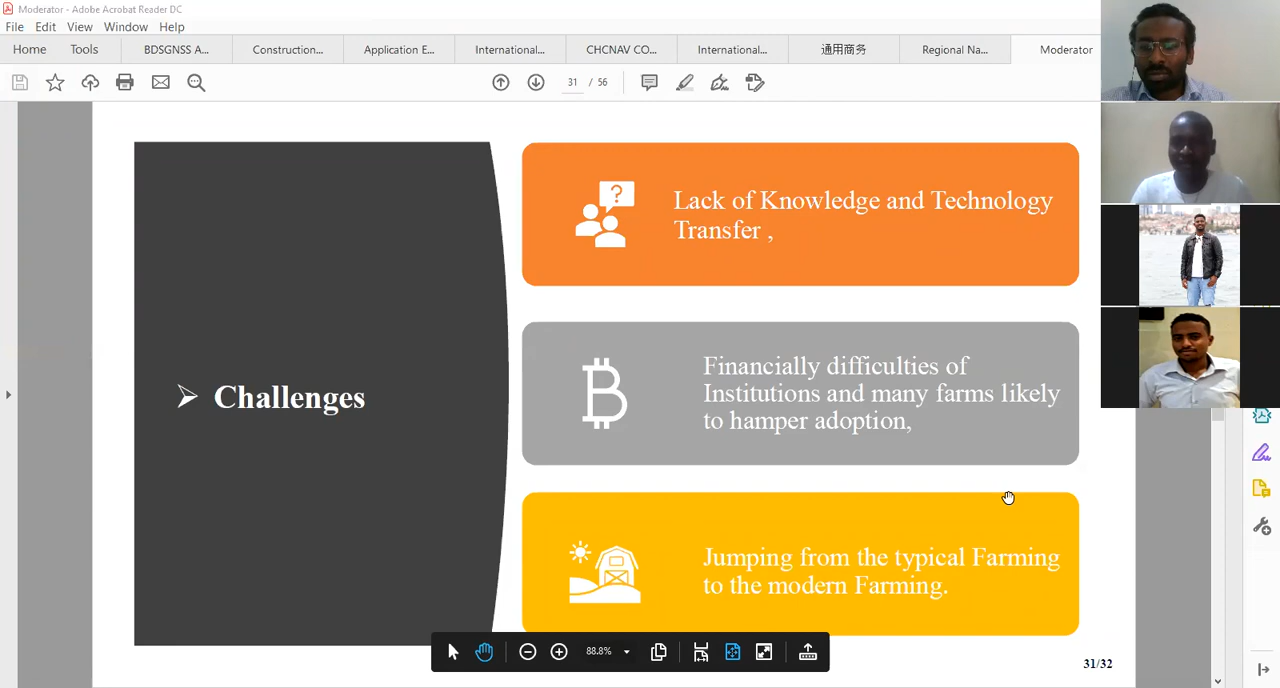 Moderator - Adobe Acrobat Reader DC
File Edit View Window Help
Home Tools BDSGNSS A... Construction... Application E... International... CHCNAV CO... International... 通用商务 Regional Na... Moderator
31 / 56
?
Lack of Knowledge and Technology
Transfer ,
Financially difficulties of
Institutions and many farms likely
to hamper adoption,
➢ Challenges
Jumping from the typical Farming
to the modern Farming.
88.8%
31/32